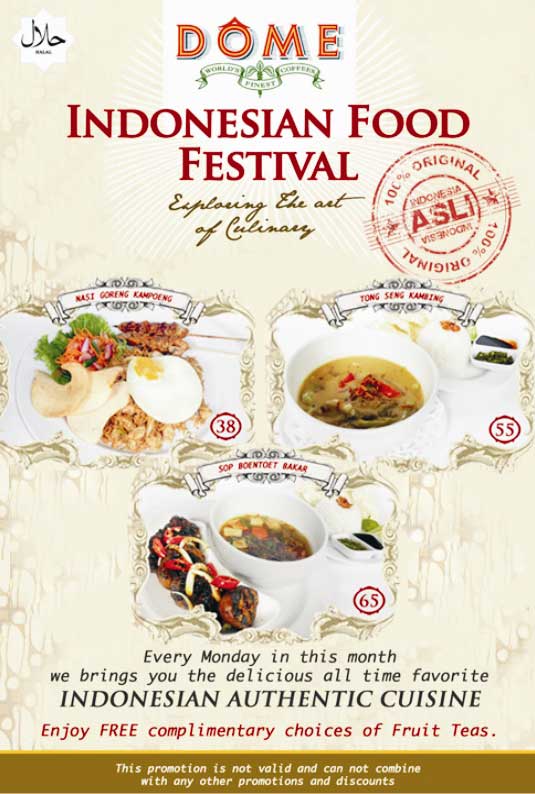 حلال
HALAL
DÔME
WORLD'S FINEST COFFEES
INDONESIAN FOOD
FESTIVAL
Exploring The art
of Culinary
100% ORIGINAL
INDONESIA
ASLI
INDONESIA
100% ORIGINAL
NASI GORENG KAMPOENG
38
TONG SENG KAMBING
55
SOP BOENTOET BAKAR
65
Every Monday in this month
we brings you the delicious all time favorite
INDONESIAN AUTHENTIC CUISINE
Enjoy FREE complimentary choices of Fruit Teas.
This promotion is not valid and can not combine
with any other promotions and discounts